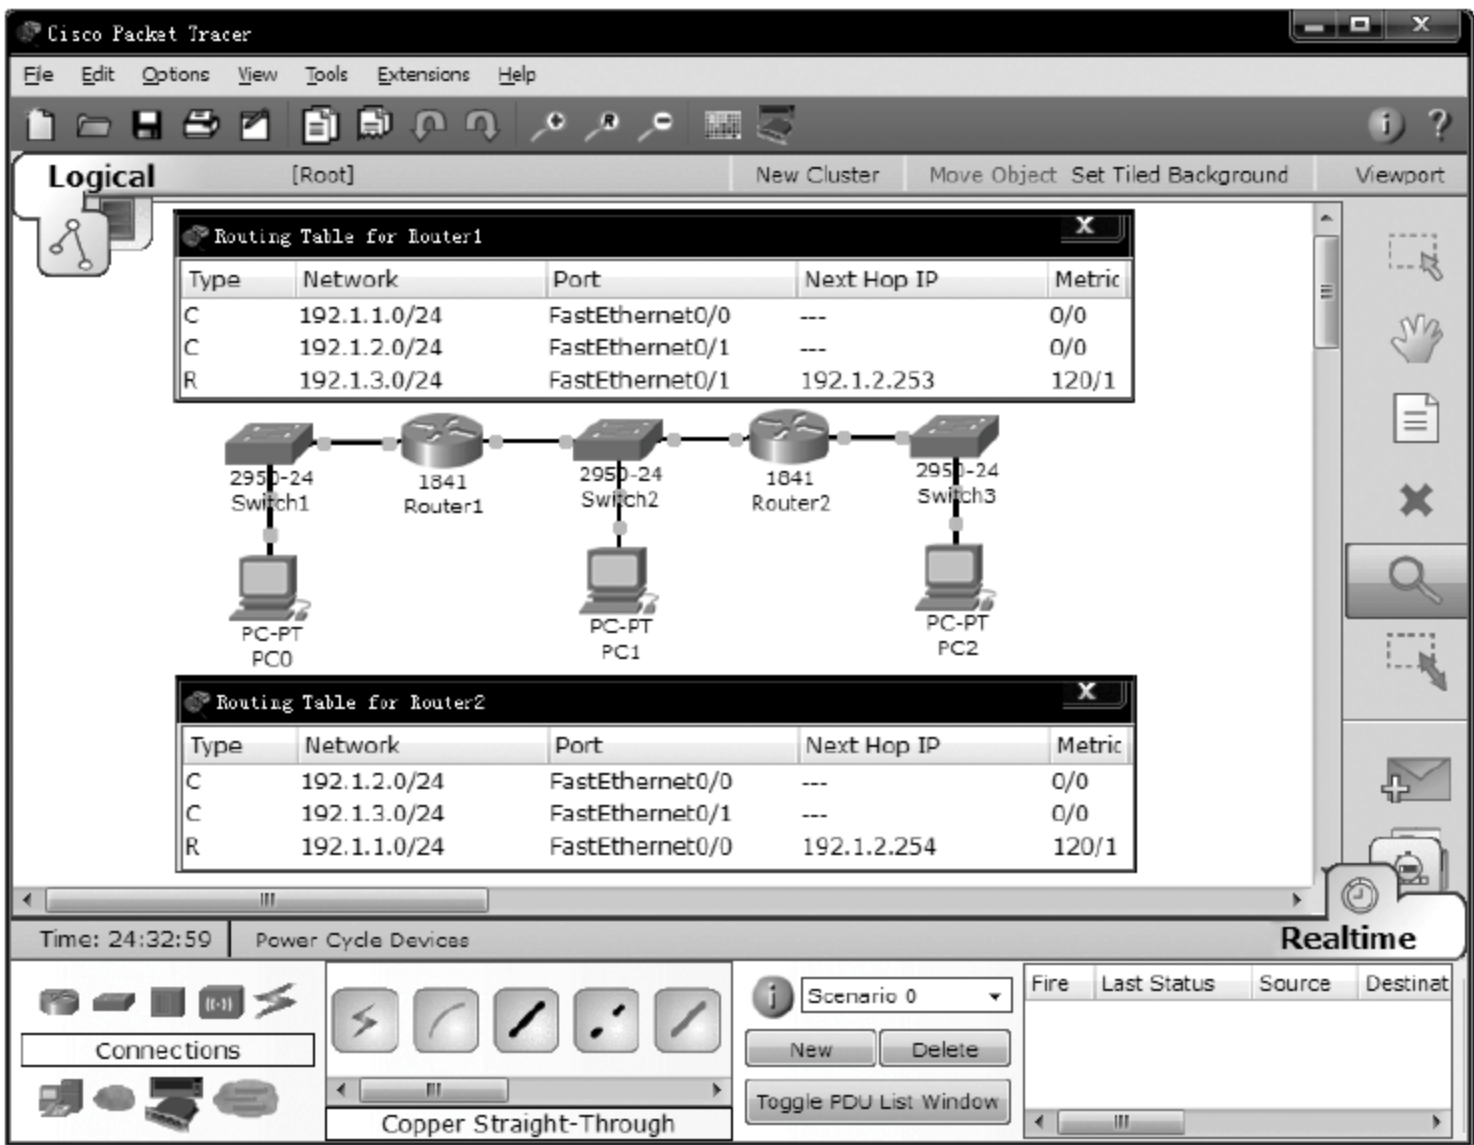 Cisco Packet Tracer
File Edit Options View Tools Extensions Help
Logical [Root] New Cluster Move Object Set Tiled Background Viewport
Routing Table for Router1 X
Type Network Port Next Hop IP Metric
C 192.1.1.0/24 FastEthernet0/0 --- 0/0
C 192.1.2.0/24 FastEthernet0/1 --- 0/0
R 192.1.3.0/24 FastEthernet0/1 192.1.2.253 120/1
2950-24 1841 2950-24 1841 2950-24
Switch1 Router1 Switch2 Router2 Switch3
PC-PT PC-PT PC-PT
PC0 PC1 PC2
Routing Table for Router2 X
Type Network Port Next Hop IP Metric
C 192.1.2.0/24 FastEthernet0/0 --- 0/0
C 192.1.3.0/24 FastEthernet0/1 --- 0/0
R 192.1.1.0/24 FastEthernet0/0 192.1.2.254 120/1
Time: 24:32:59 Power Cycle Devices Realtime
Fire Last Status Source Destinat
Scenario 0
Connections
New Delete
Toggle PDU List Window
Copper Straight-Through